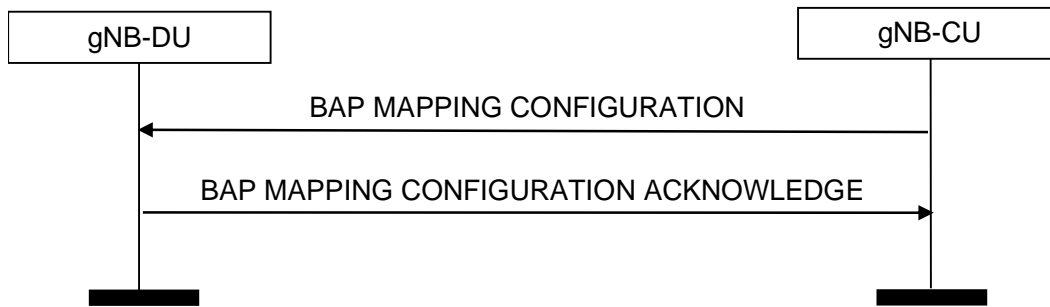 gNB-DU
gNB-CU
BAP MAPPING CONFIGURATION
BAP MAPPING CONFIGURATION ACKNOWLEDGE